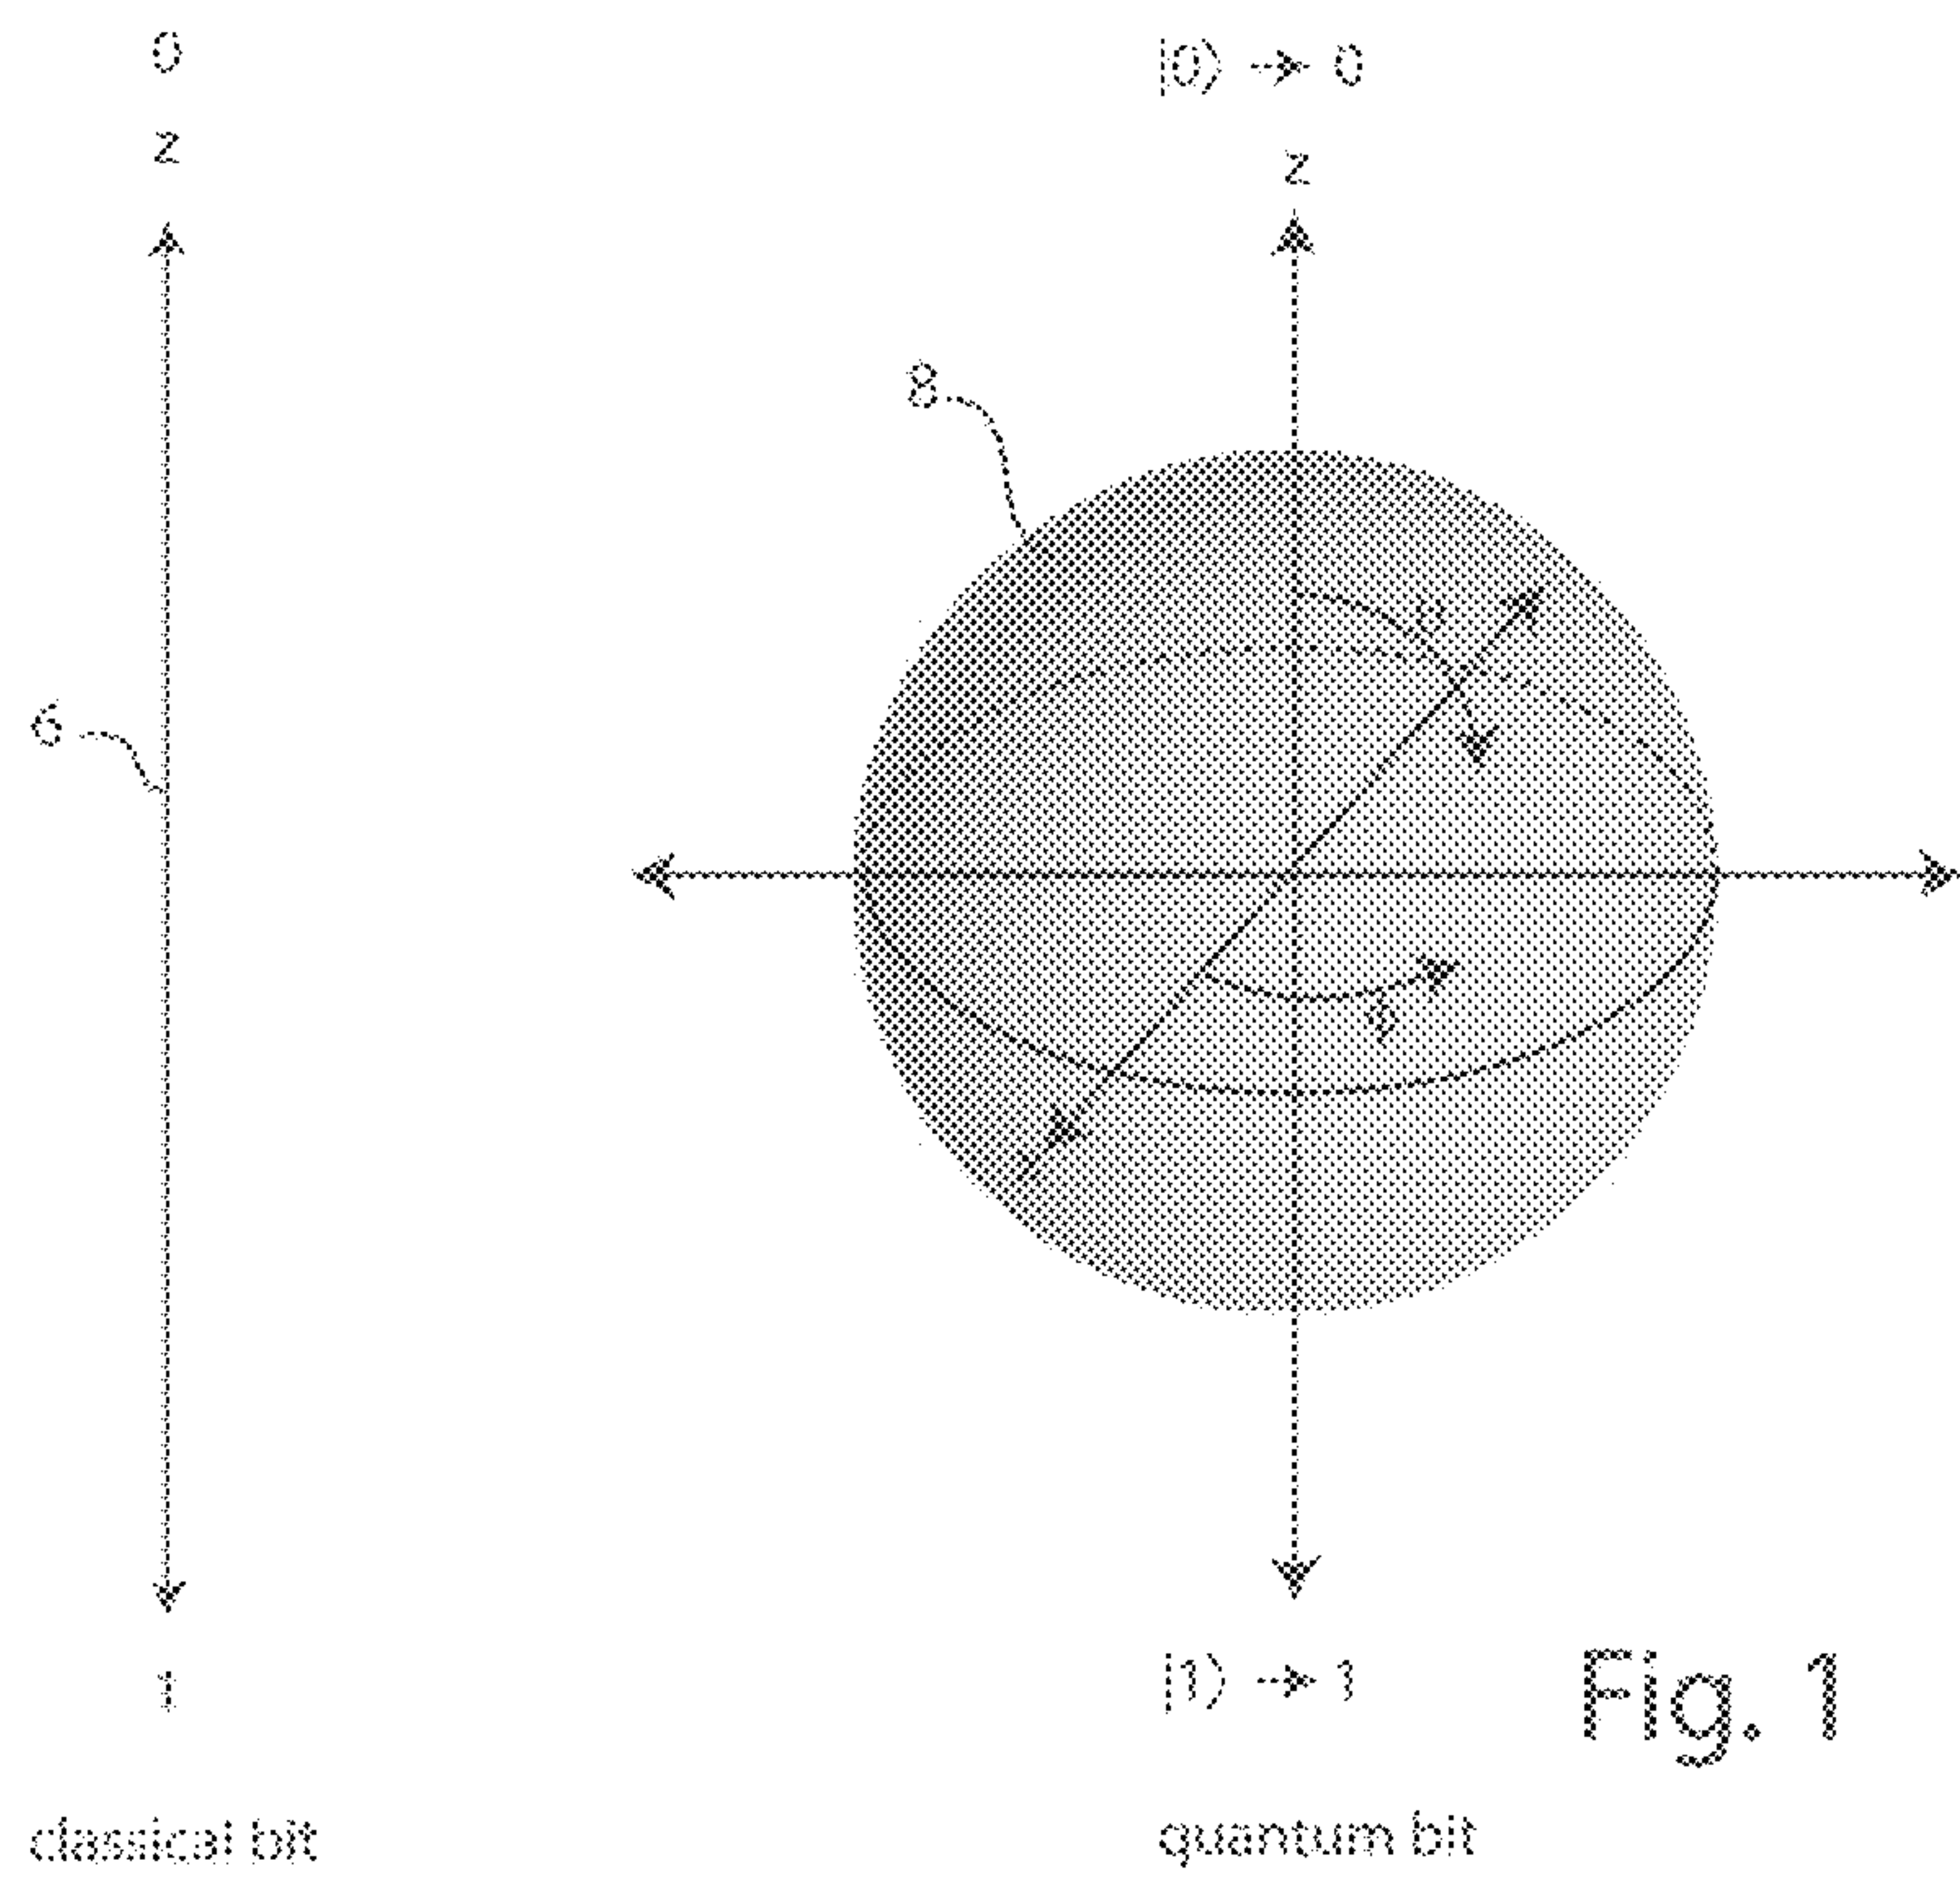 0
z
6
1
classical bit
|0⟩ → 0
z
8
φ
|1⟩ → 1
quantum bit
Fig. 1